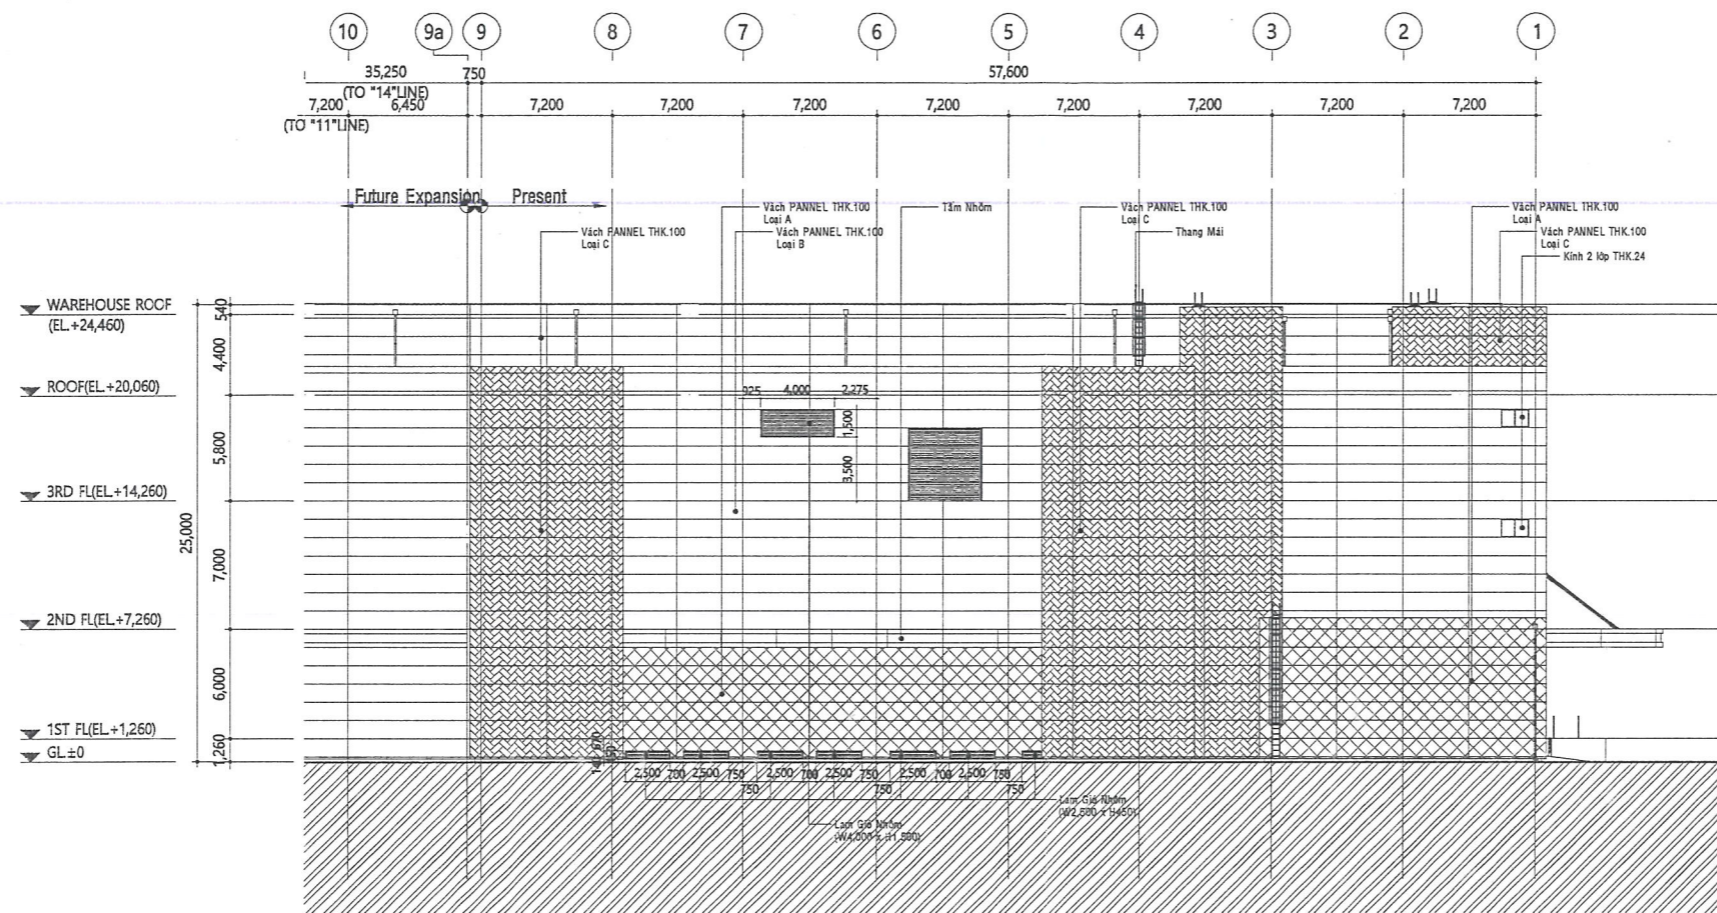 10 9a 9 8 7 6 5 4 3 2 1
35,250 750 57,600
(TO "14"LINE)
7,200 6,450 7,200 7,200 7,200 7,200 7,200 7,200 7,200 7,200
(TO "11"LINE)
Future Expansion Present
Vách PANNEL THK.100
Loại C
Vách PANNEL THK.100
Loại A
Vách PANNEL THK.100
Loại B
Tấm Nhôm
Vách PANNEL THK.100
Loại C
Thang Mái
Vách PANNEL THK.100
Loại A
Vách PANNEL THK.100
Loại C
Kính 2 lớp THK.24
WAREHOUSE ROOF
(EL.+24,460)
ROOF(EL.+20,060)
3RD FL(EL.+14,260)
2ND FL(EL.+7,260)
1ST FL(EL.+1,260)
GL.±0
25,000
540
4,400
5,800
7,000
6,000
1,260
925 4,000 2,275
1,500
3,500
670
2,500 700 2,500 750 2,500 700 2,500 750 2,500 700 2,500 750
750 750 750
Lam Gió Nhôm
(W2,500 x H450)
Lam Gió Nhôm
(W4,000 x H1,500)